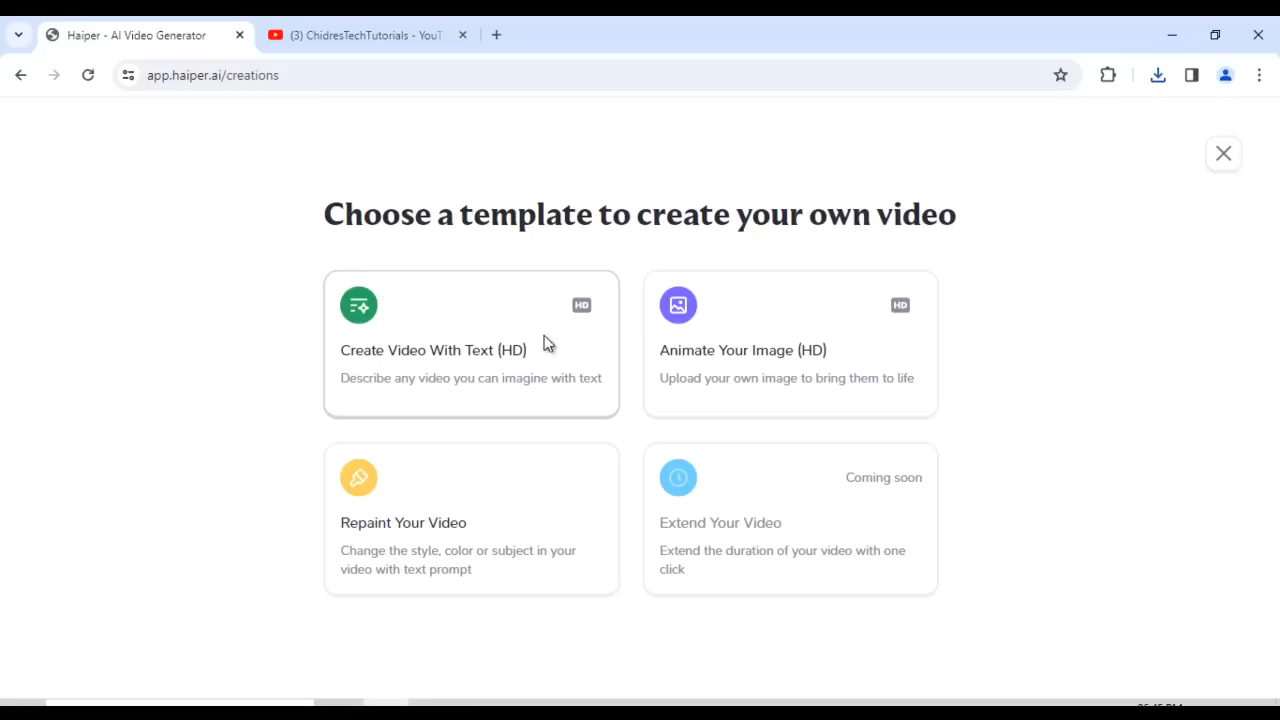 Haiper - AI Video Generator
(3) ChidresTechTutorials - YouT
app.haiper.ai/creations
Choose a template to create your own video
HD
Create Video With Text (HD)
Describe any video you can imagine with text
HD
Animate Your Image (HD)
Upload your own image to bring them to life
Repaint Your Video
Change the style, color or subject in your
video with text prompt
Coming soon
Extend Your Video
Extend the duration of your video with one
click